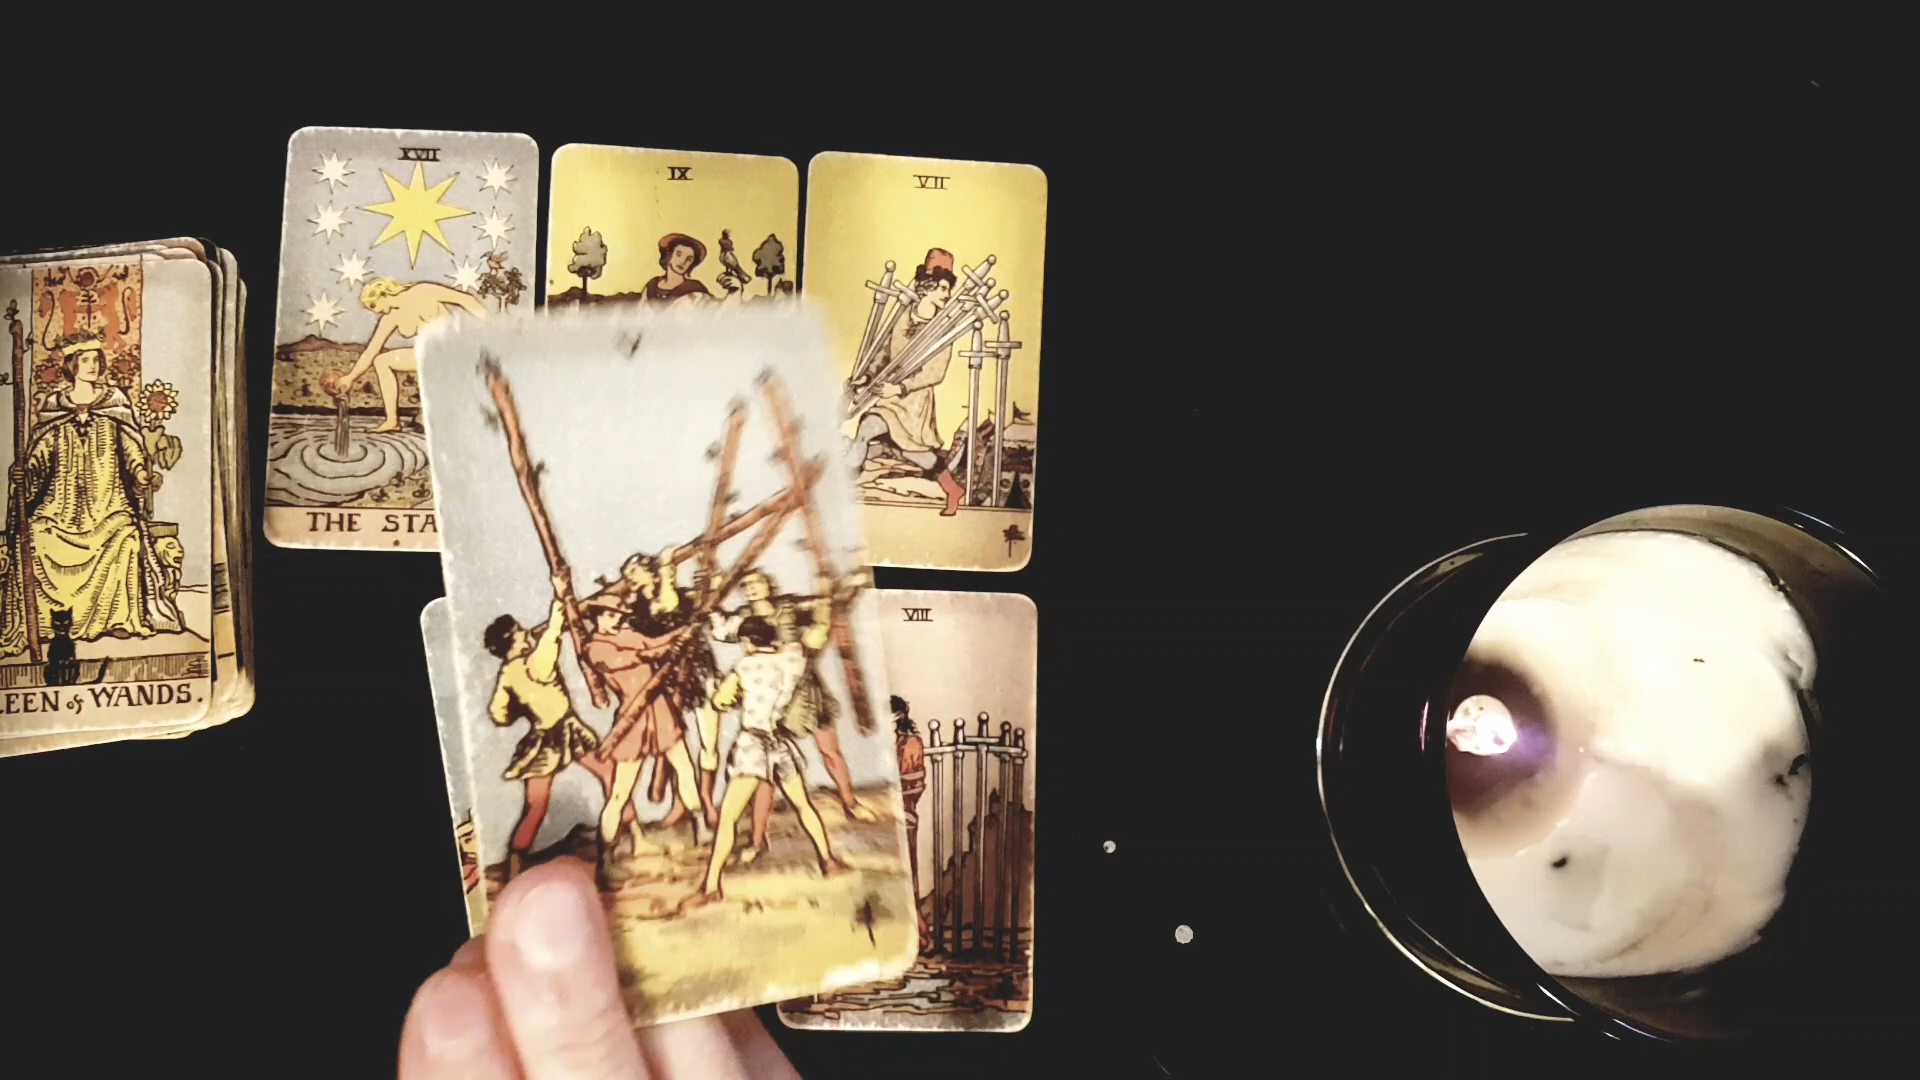 XVII
IX
VII
THE STA
EEN of WANDS.
VIII